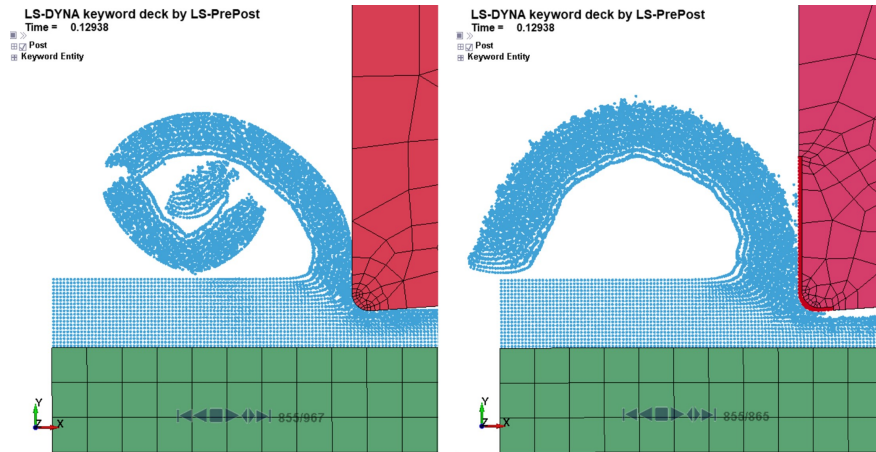 LS-DYNA keyword deck by LS-PrePost
Time = 0.12938
Post
Keyword Entity
Y
Z X
855/967
LS-DYNA keyword deck by LS-PrePost
Time = 0.12938
Post
Keyword Entity
Y
Z X
855/865